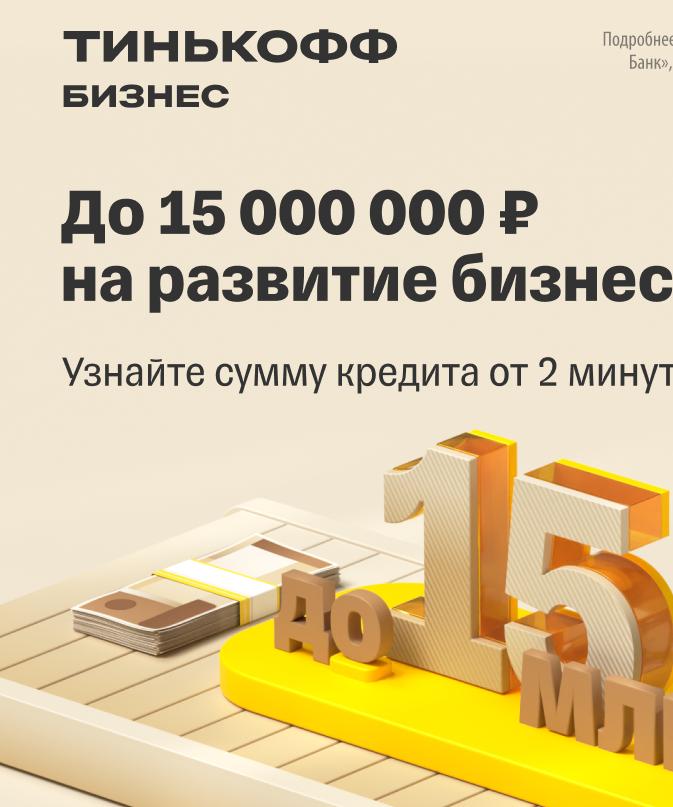 ТИНЬКОФФ
БИЗНЕС
Подробнее
Банк»,
До 15 000 000 ₽
на развитие бизнес
Узнайте сумму кредита от 2 минут
До 15
МЛ